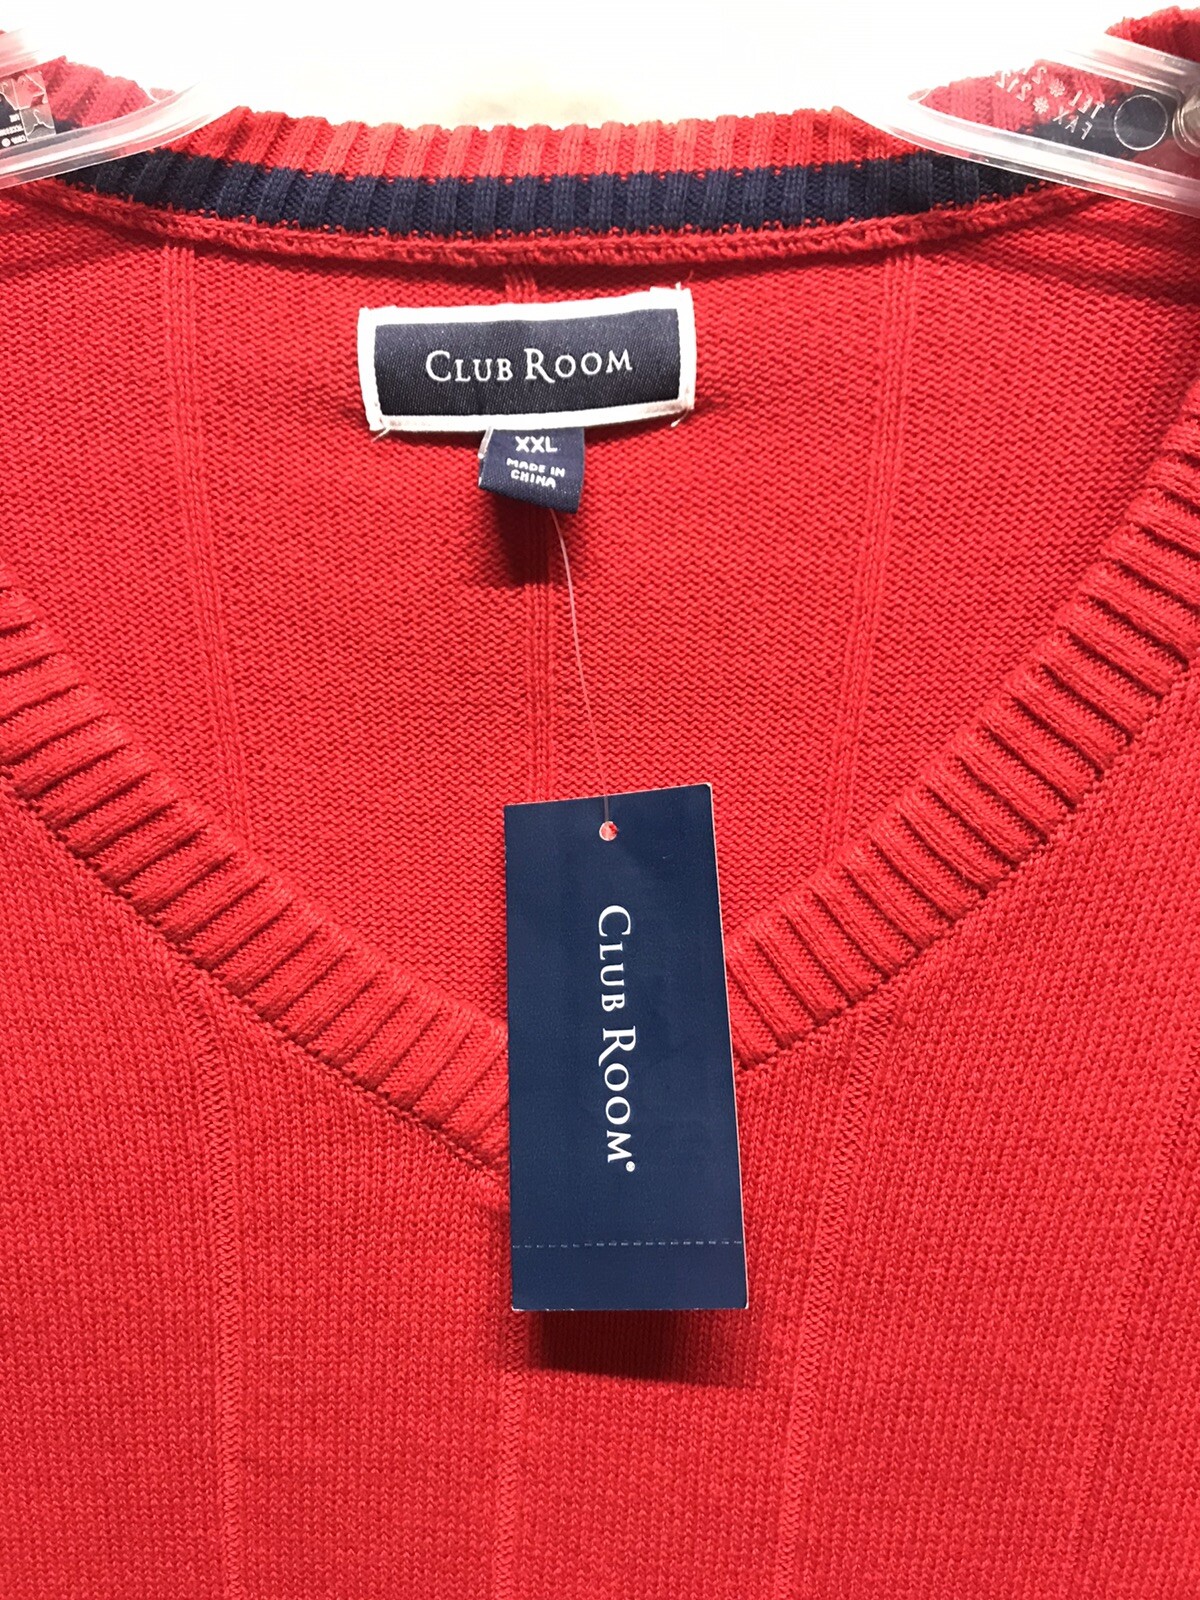 CLUB ROOM
XXL
MADE IN
CHINA
CLUB ROOM®